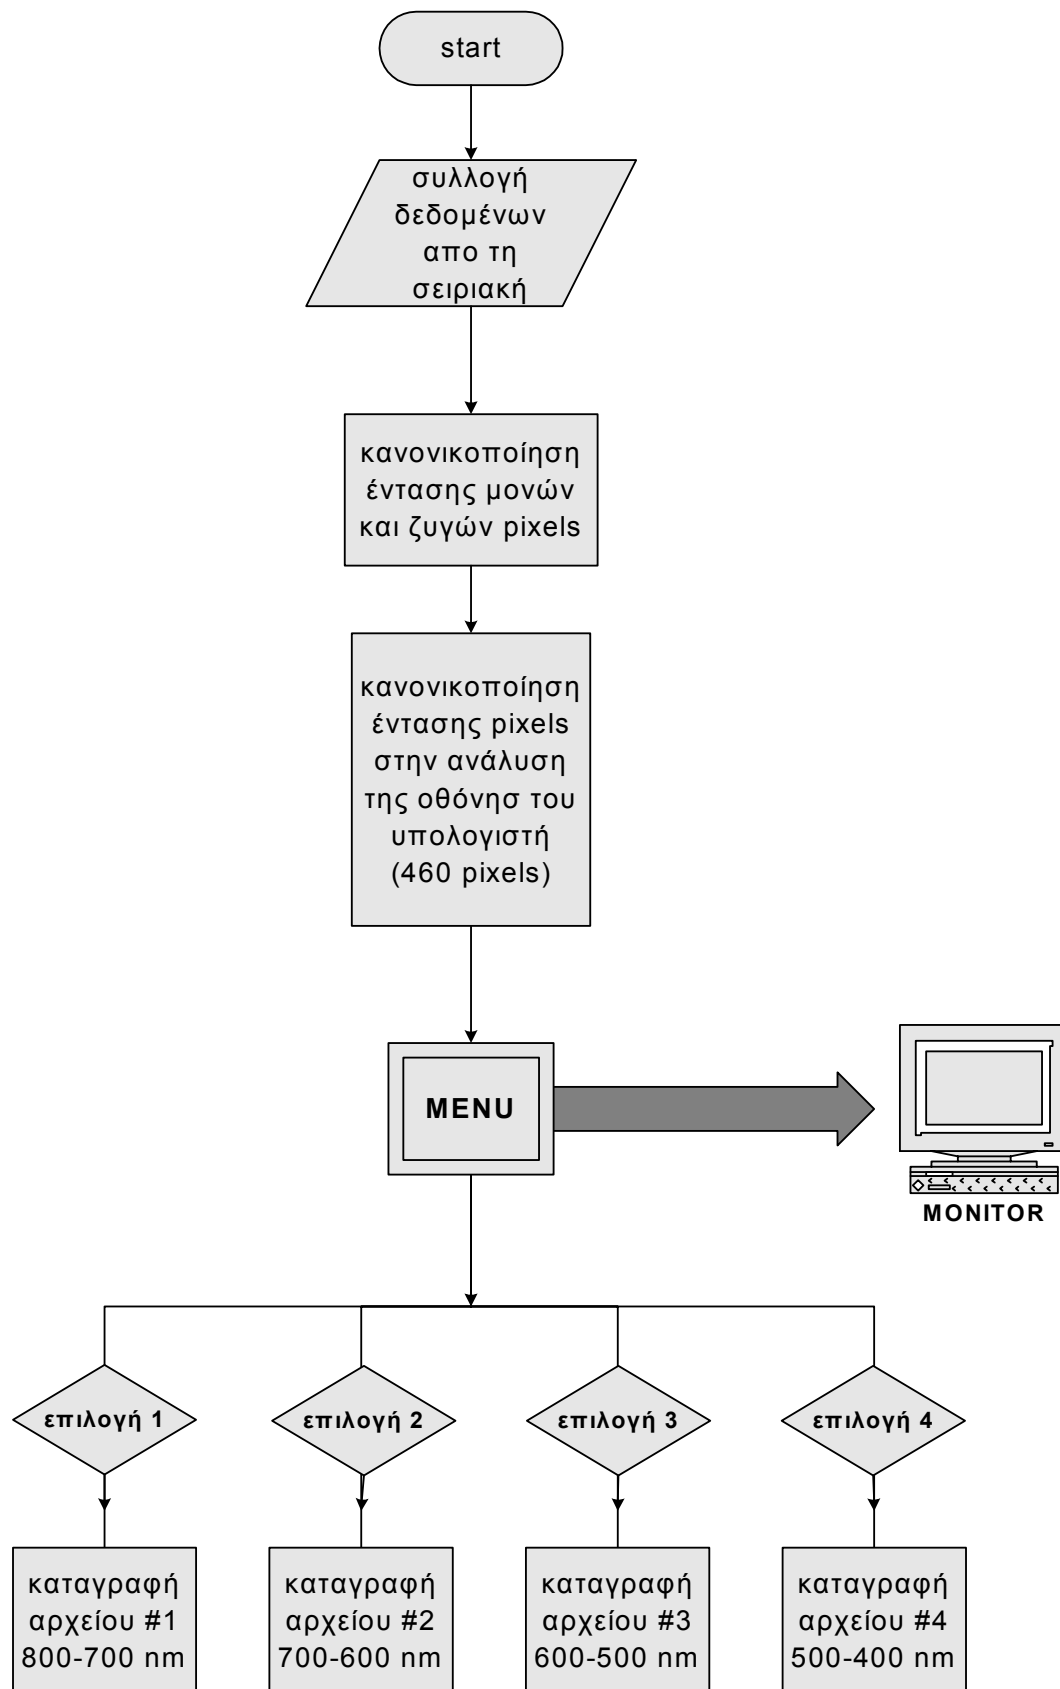 start
συλλογή
δεδομένων
απο τη
σειριακή
κανονικοποίηση
έντασης μονών
και ζυγών pixels
κανονικοποίηση
έντασης pixels
στην ανάλυση
της οθόνησ του
υπολογιστή
(460 pixels)
MENU
MONITOR
επιλογή 1
επιλογή 2
επιλογή 3
επιλογή 4
καταγραφή
αρχείου #1
800-700 nm
καταγραφή
αρχείου #2
700-600 nm
καταγραφή
αρχείου #3
600-500 nm
καταγραφή
αρχείου #4
500-400 nm